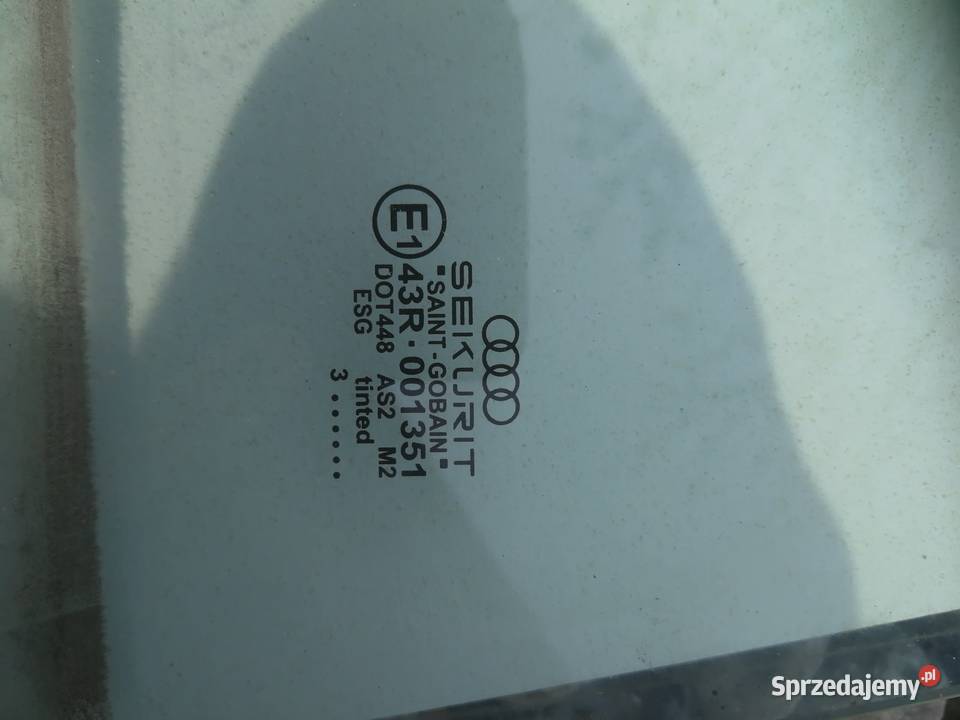 SEKURIT
"SAINT-GOBAIN"
E1 43R-001351
DOT448 AS2 M2
ESG tinted
3......
Sprzedajemy.pl